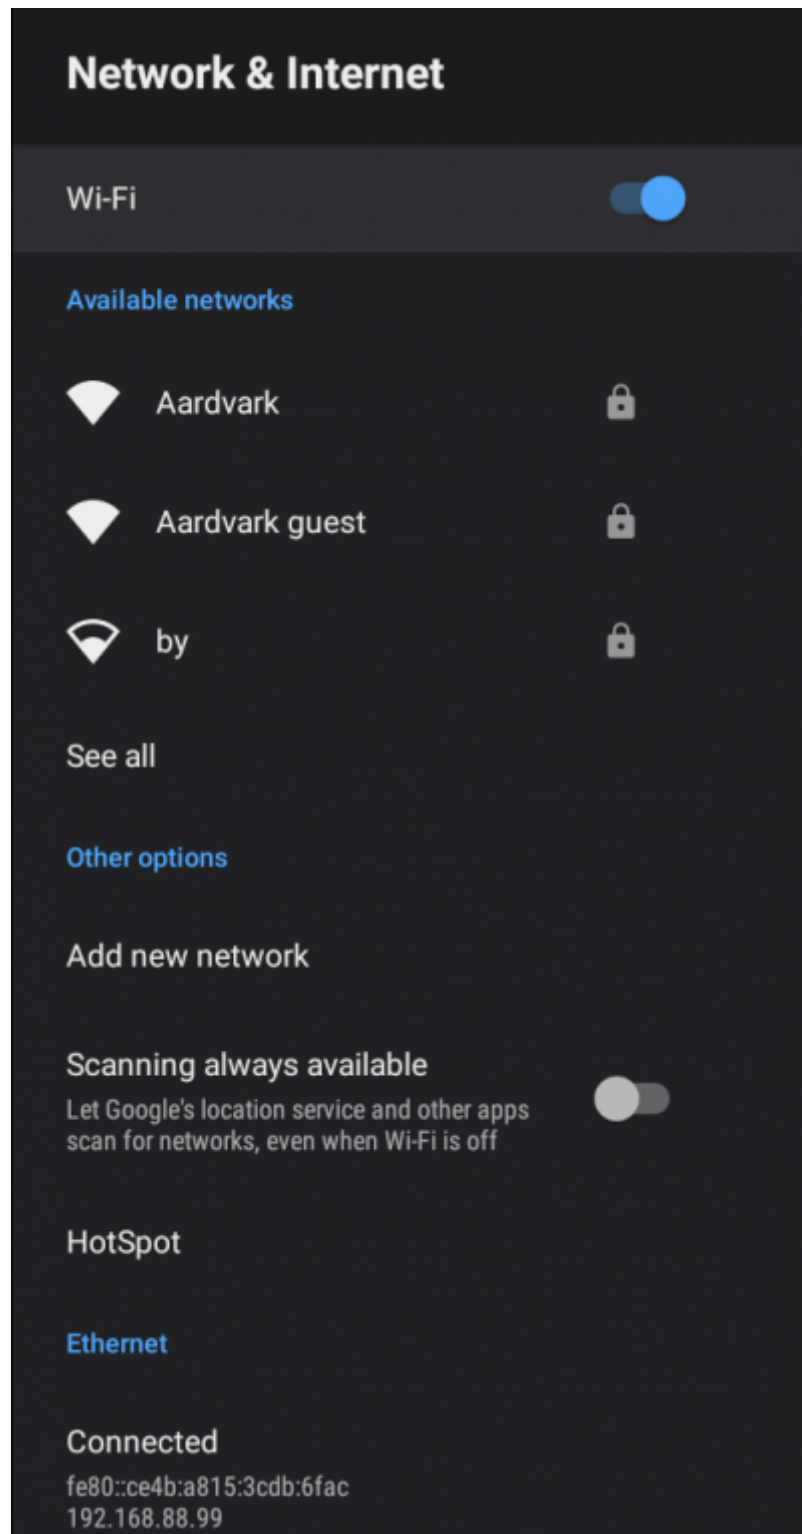 Network & Internet
Wi-Fi
Available networks
Aardvark
Aardvark guest
by
See all
Other options
Add new network
Scanning always available
Let Google's location service and other apps
scan for networks, even when Wi-Fi is off
HotSpot
Ethernet
Connected
fe80::ce4b:a815:3cdb:6fac
192.168.88.99